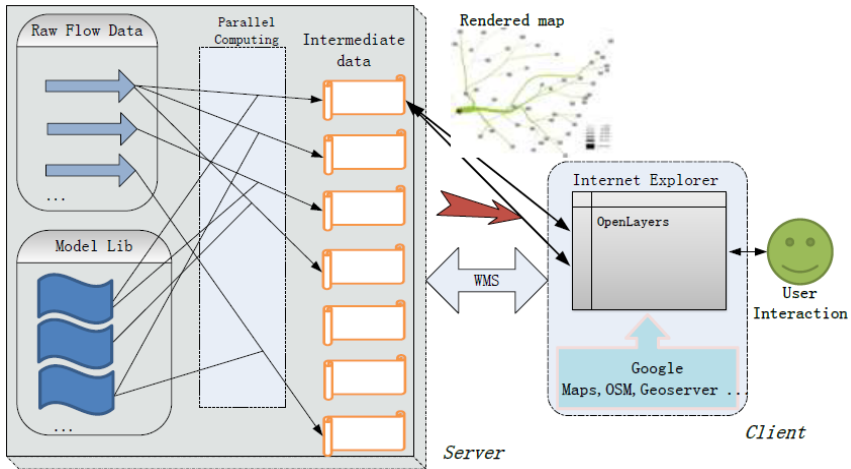 Raw Flow Data
...
Model Lib
...
Parallel
Computing
Intermediate
data
Rendered map
WMS
Server
Internet Explorer
OpenLayers
Google
Maps,OSM,Geoserver ..
Client
User
Interaction